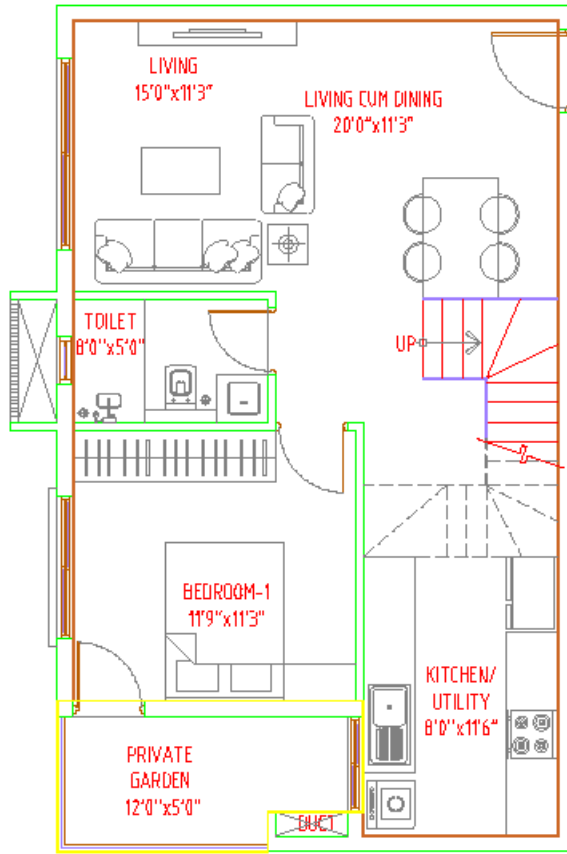 LIVING
15'0"x11'3"
LIVING CUM DINING
20'0"x11'3"
TOILET
8'0"x5'0"
UP
BEDROOM-1
11'9"x11'3"
KITCHEN/
UTILITY
8'0"x11'6"
PRIVATE
GARDEN
12'0"x5'0"
DUCT